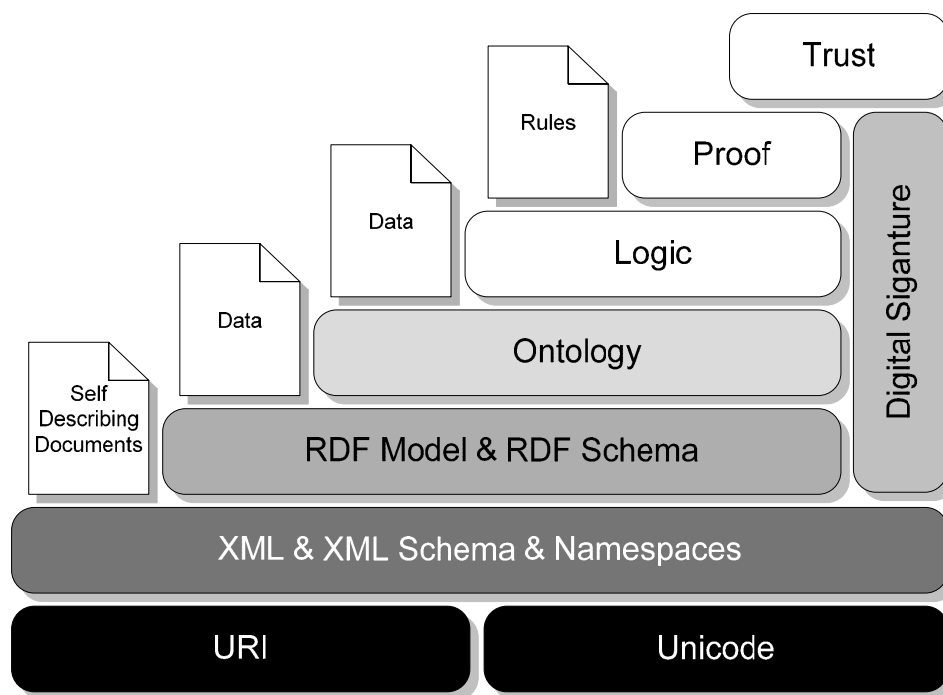 Trust
Rules
Proof
Data
Logic
Digital Siganture
Data
Ontology
Self
Describing
Documents
RDF Model & RDF Schema
XML & XML Schema & Namespaces
URI
Unicode